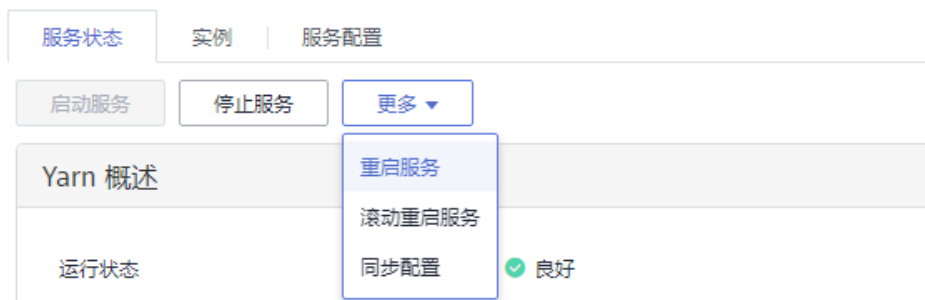 服务状态 实例 服务配置
启动服务 停止服务 更多
重启服务
Yarn 概述
滚动重启服务
同步配置
运行状态 良好